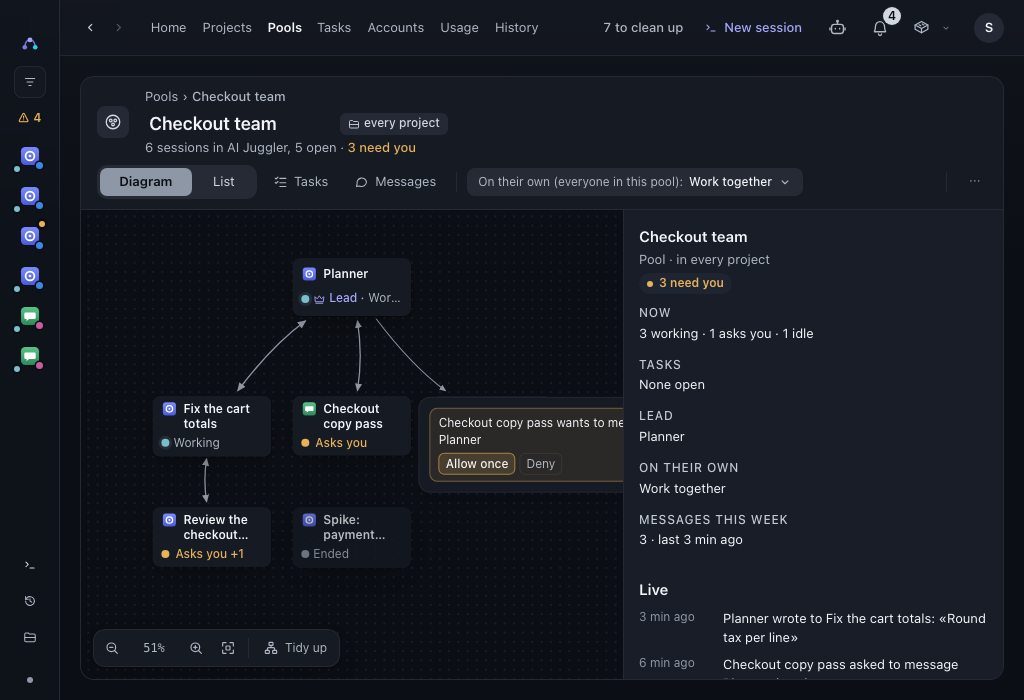 Home Projects Pools Tasks Accounts Usage History
7 to clean up
New session
4
S
4
Pools › Checkout team
Checkout team
every project
6 sessions in AI Juggler, 5 open · 3 need you
Diagram
List
Tasks
Messages
On their own (everyone in this pool): Work together
Planner
Lead · Wor...
Fix the cart
totals
Working
Checkout
copy pass
Asks you
Checkout copy pass wants to me
Planner
Allow once
Deny
Review the
checkout...
Asks you +1
Spike:
payment...
Ended
51%
Tidy up
Checkout team
Pool · in every project
3 need you
NOW
3 working · 1 asks you · 1 idle
TASKS
None open
LEAD
Planner
ON THEIR OWN
Work together
MESSAGES THIS WEEK
3 · last 3 min ago
Live
3 min ago
Planner wrote to Fix the cart totals: «Round
tax per line»
6 min ago
Checkout copy pass asked to message